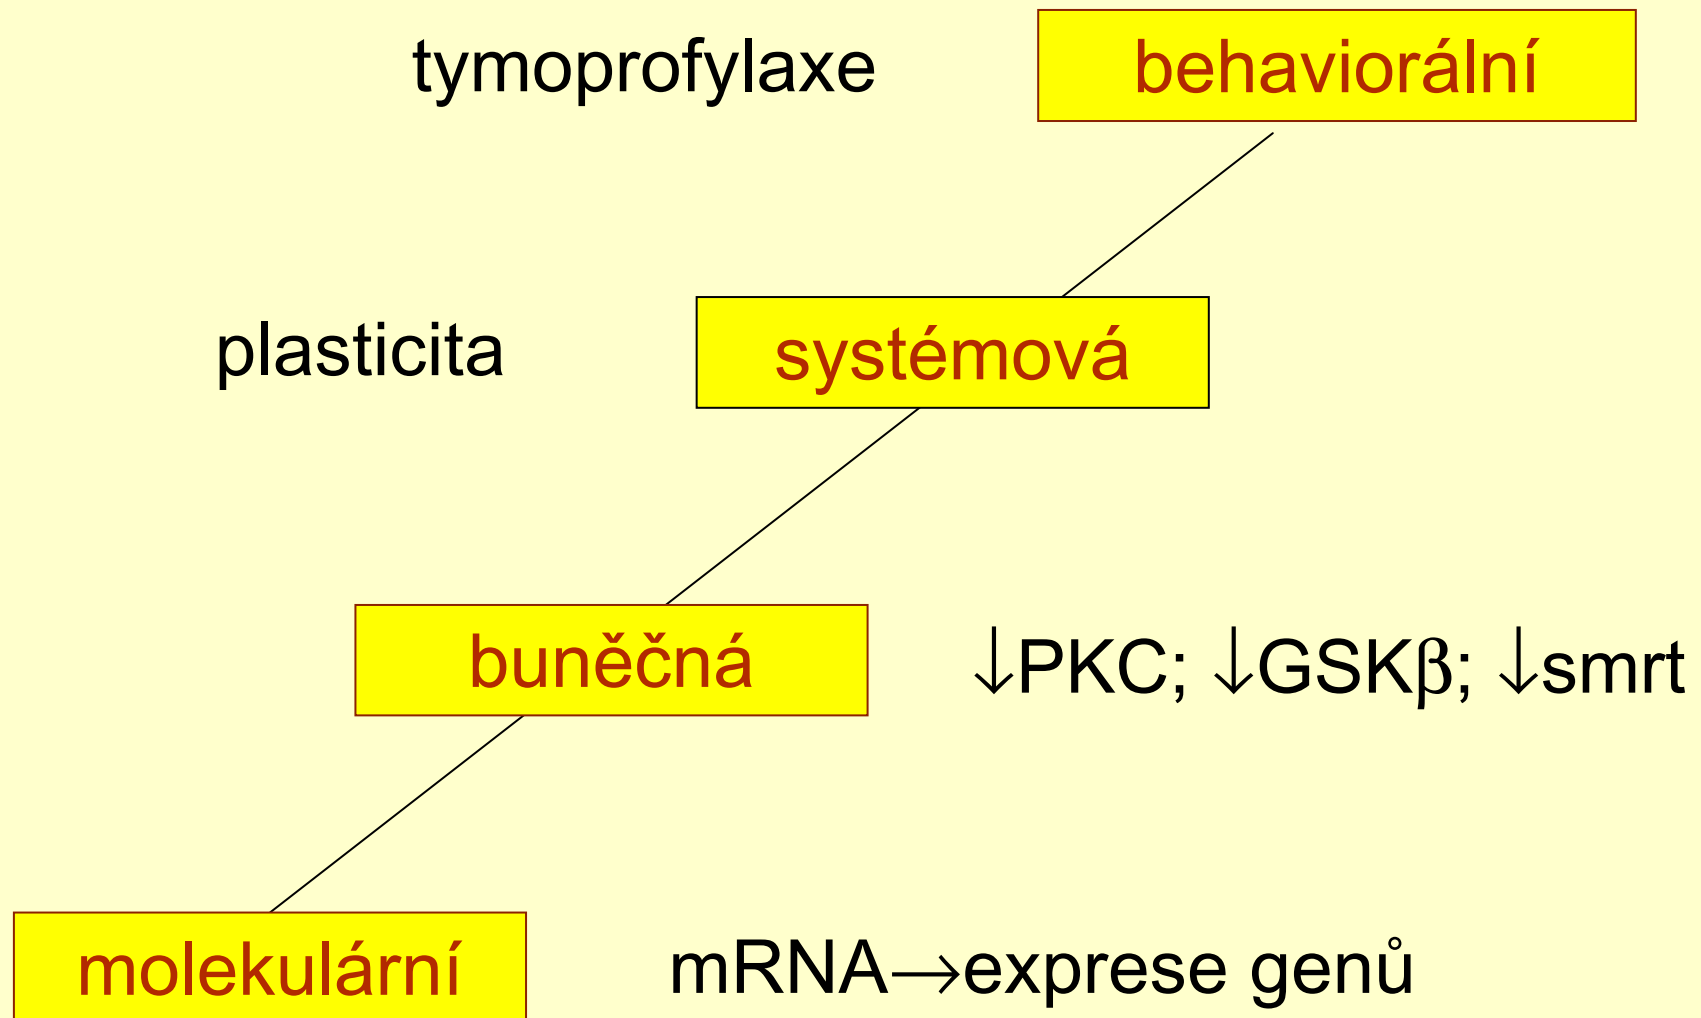 tymoprofylaxe behaviorální
plasticita systémová
buněčná ↓PKC; ↓GSKβ; ↓smrt
molekulární mRNA→exprese genů